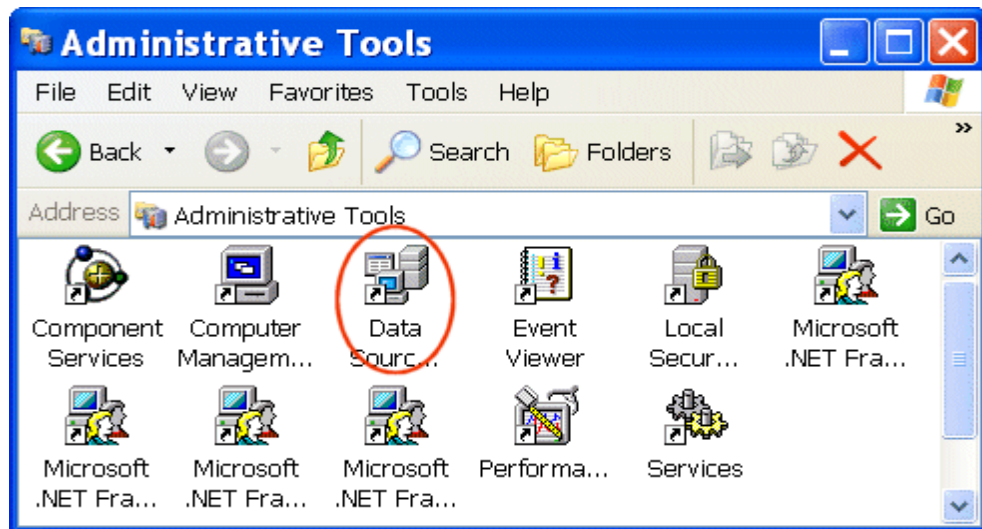 Administrative Tools
File Edit View Favorites Tools Help
Back Search Folders »
Address Administrative Tools Go
Component Services
Computer Managem...
Data Sourc...
Event Viewer
Local Secur...
Microsoft .NET Fra...
Microsoft .NET Fra...
Microsoft .NET Fra...
Microsoft .NET Fra...
Performa...
Services